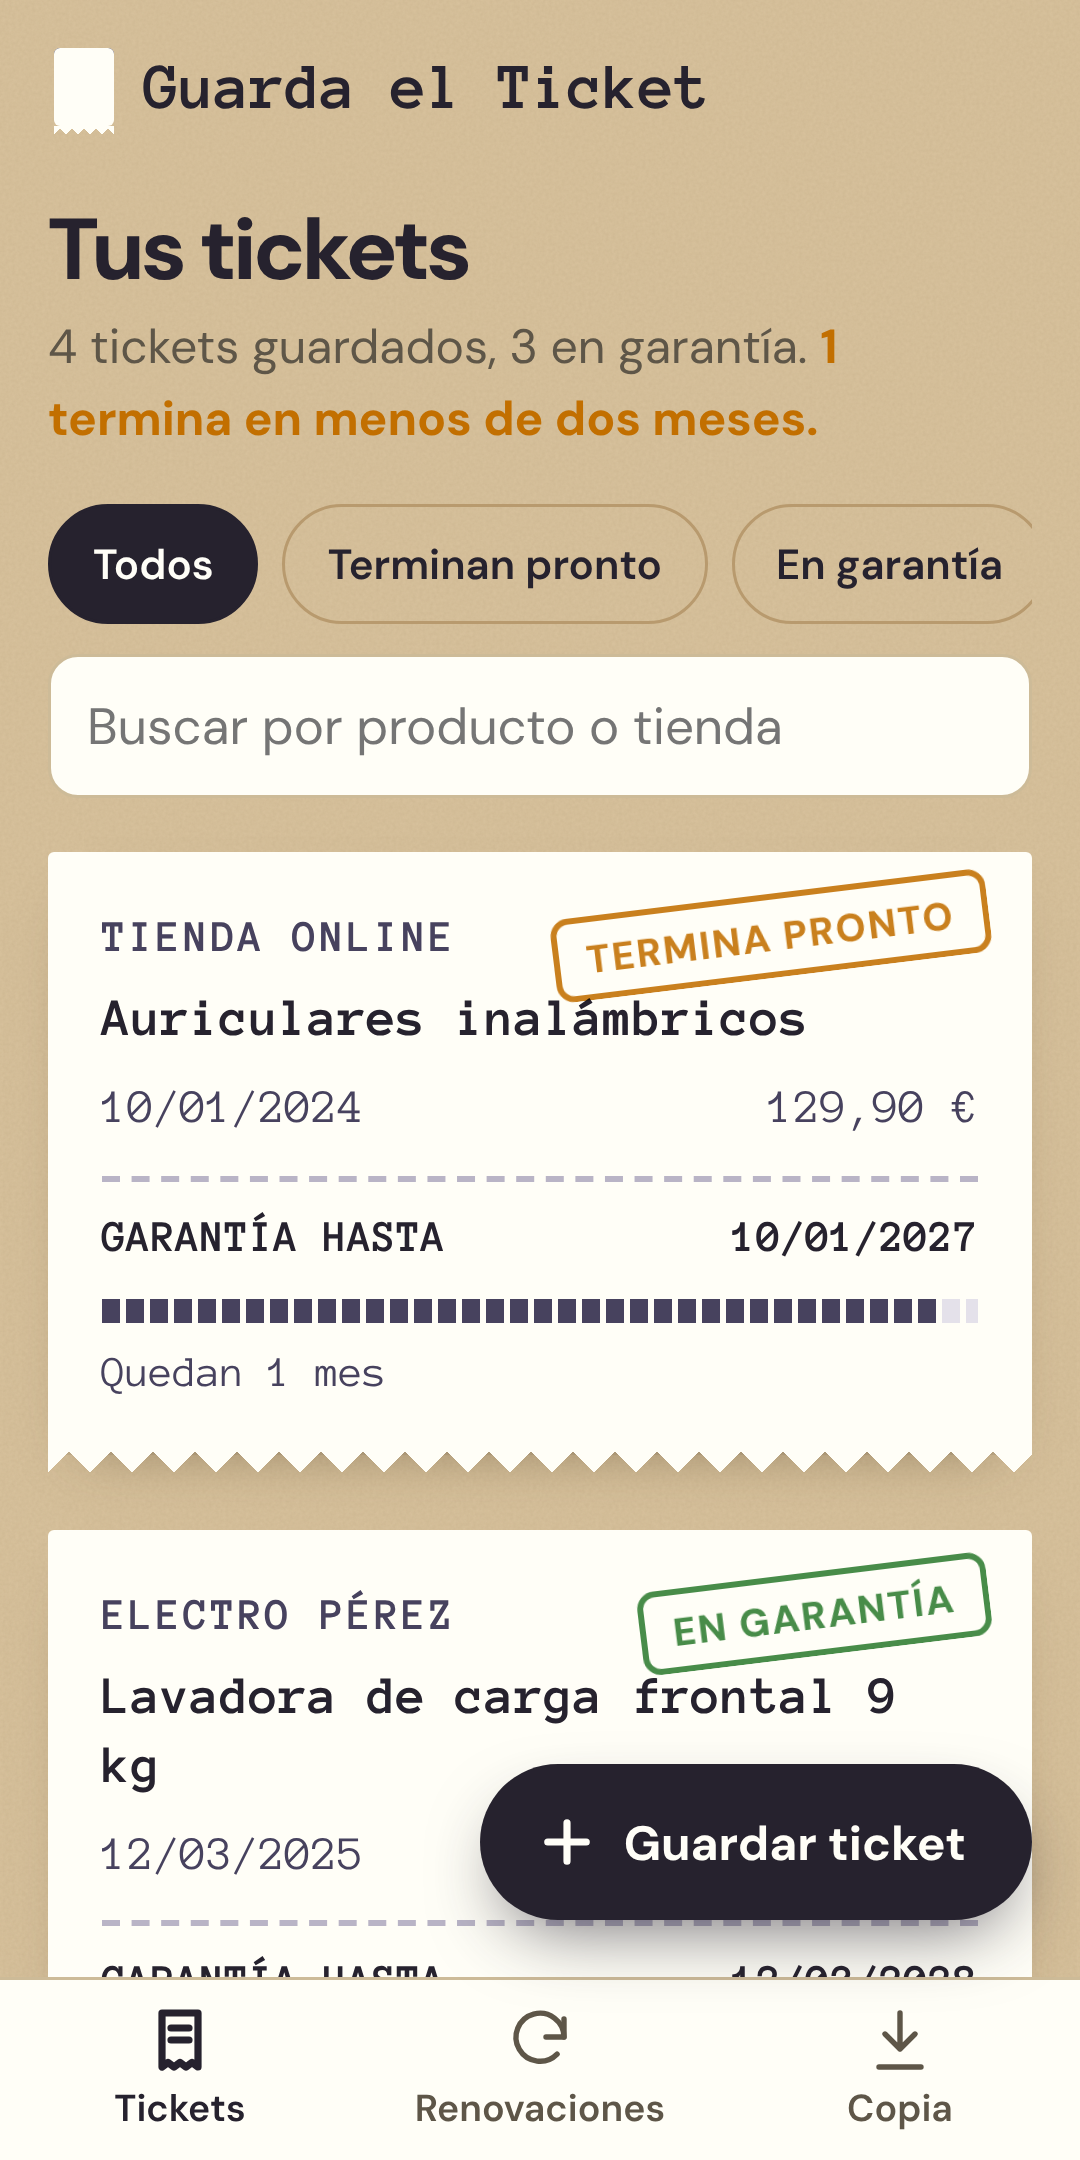 Guarda el Ticket
Tus tickets
4 tickets guardados, 3 en garantía. 1
termina en menos de dos meses.
Todos
Terminan pronto
En garantía
Buscar por producto o tienda
TIENDA ONLINE
TERMINA PRONTO
Auriculares inalámbricos
10/01/2024
129,90 €
GARANTÍA HASTA
10/01/2027
Quedan 1 mes
ELECTRO PÉREZ
EN GARANTÍA
Lavadora de carga frontal 9
kg
12/03/2025
Guardar ticket
GARANTÍA HASTA
Tickets
Renovaciones
Copia